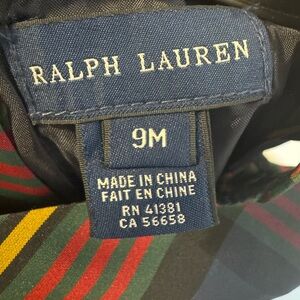 RALPH LAUREN
9M
MADE IN CHINA
FAIT EN CHINE
RN 41381
CA 56658